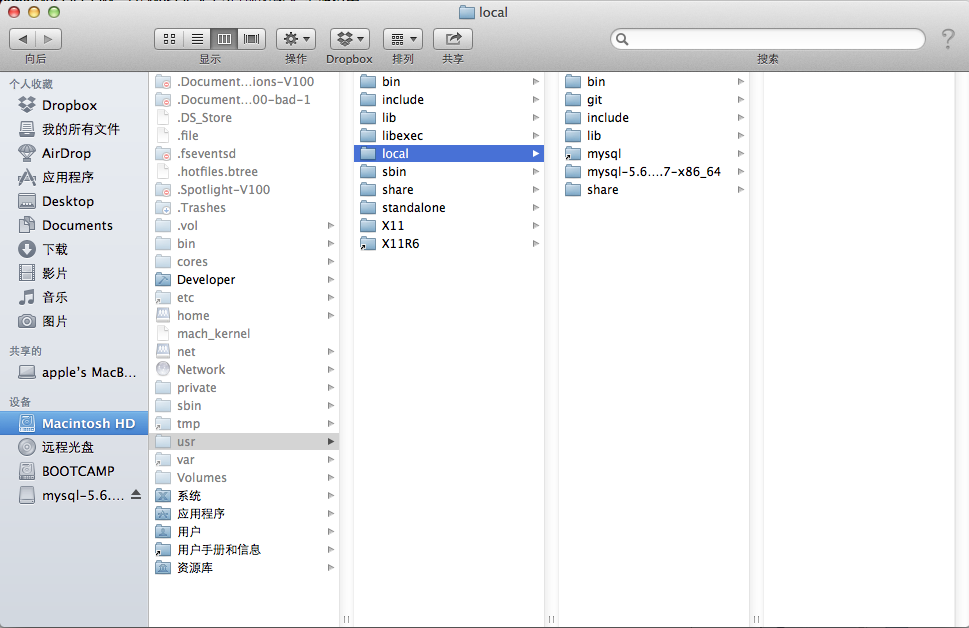 local
向后
显示
操作
Dropbox
排列
共享
搜索
个人收藏
Dropbox
我的所有文件
AirDrop
应用程序
Desktop
Documents
下载
影片
音乐
图片
共享的
apple's MacB...
设备
Macintosh HD
远程光盘
BOOTCAMP
mysql-5.6....
.Document...ions-V100
.Document...00-bad-1
.DS_Store
.file
.fseventsd
.hotfiles.btree
.Spotlight-V100
.Trashes
.vol
bin
cores
Developer
etc
home
mach_kernel
net
Network
private
sbin
tmp
usr
var
Volumes
系统
应用程序
用户
用户手册和信息
资源库
bin
include
lib
libexec
local
sbin
share
standalone
X11
X11R6
bin
git
include
lib
mysql
mysql-5.6....7-x86_64
share